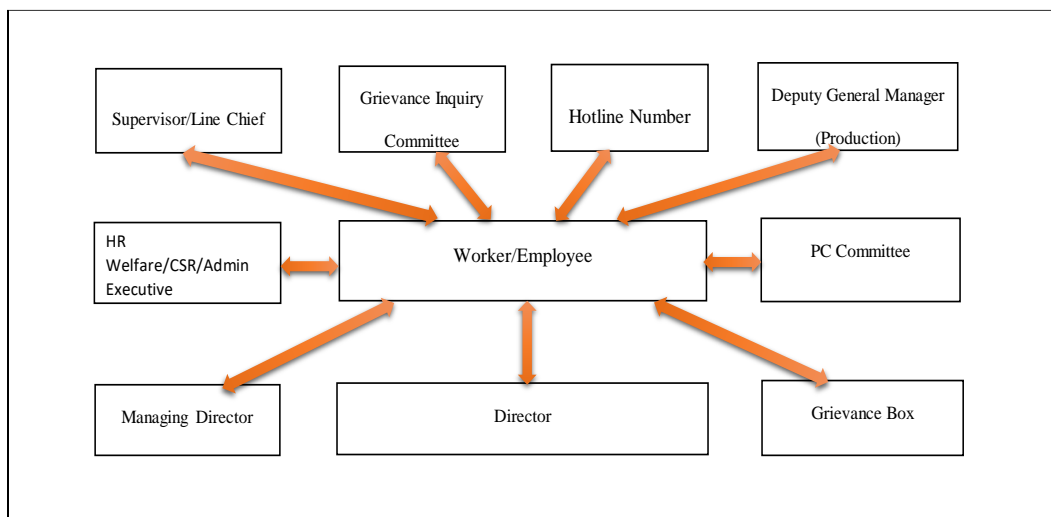 Supervisor/Line Chief
Grievance Inquiry
Committee
Hotline Number
Deputy General Manager
(Production)
HR
Welfare/CSR/Admin
Executive
Worker/Employee
PC Committee
Managing Director
Director
Grievance Box